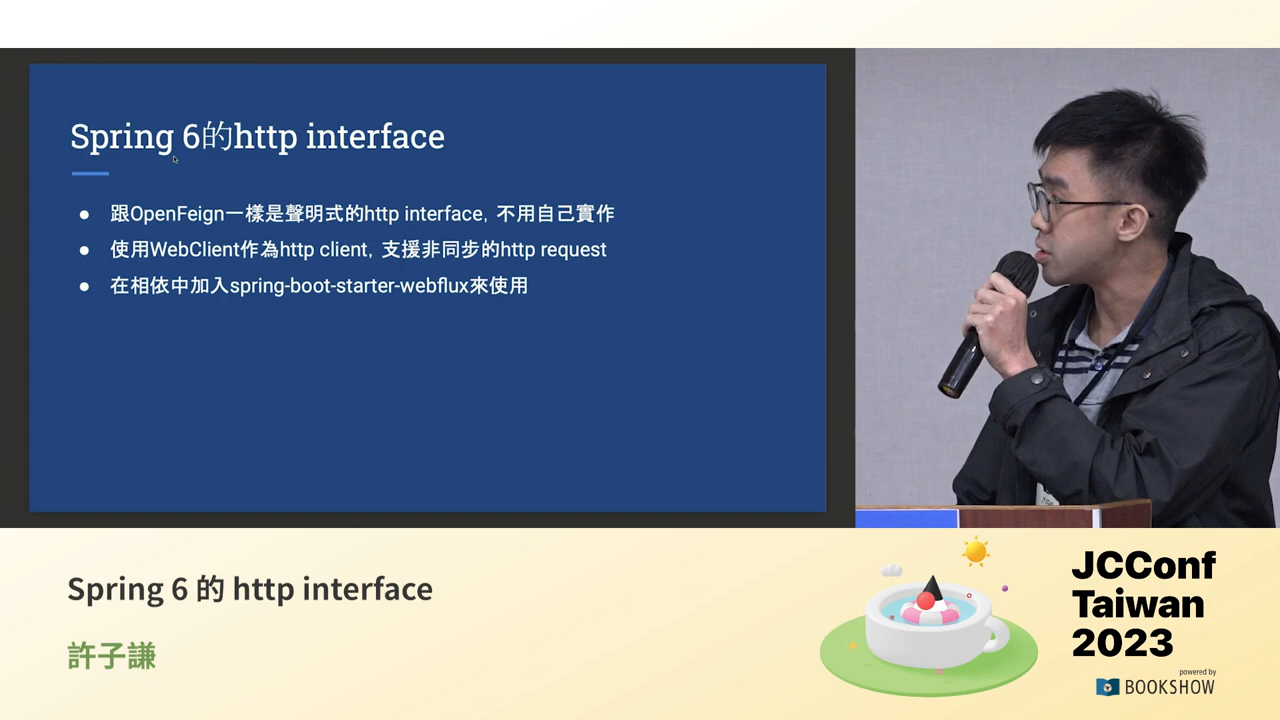 Spring 6的http interface
跟OpenFeign一樣是聲明式的http interface, 不用自己實作
使用WebClient作為http client, 支援非同步的http request
在相依中加入spring-boot-starter-webflux來使用
Spring 6 的 http interface
許子謙
JCConf
Taiwan
2023
powered by
BOOKSHOW